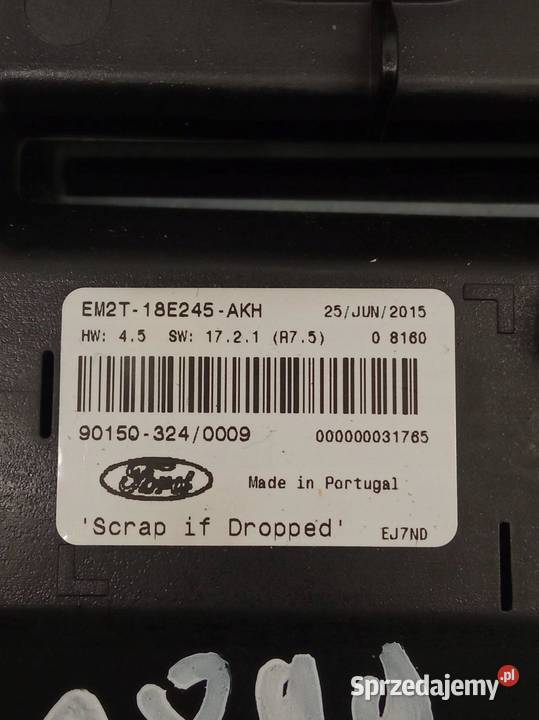 EM2T-18E245-AKH 25/JUN/2015
HW: 4.5 SW: 17.2.1 (R7.5) 0 8160
90150-324/0009 000000031765
Ford Made in Portugal
'Scrap if Dropped' EJ7ND
Sprzedajemy.pl